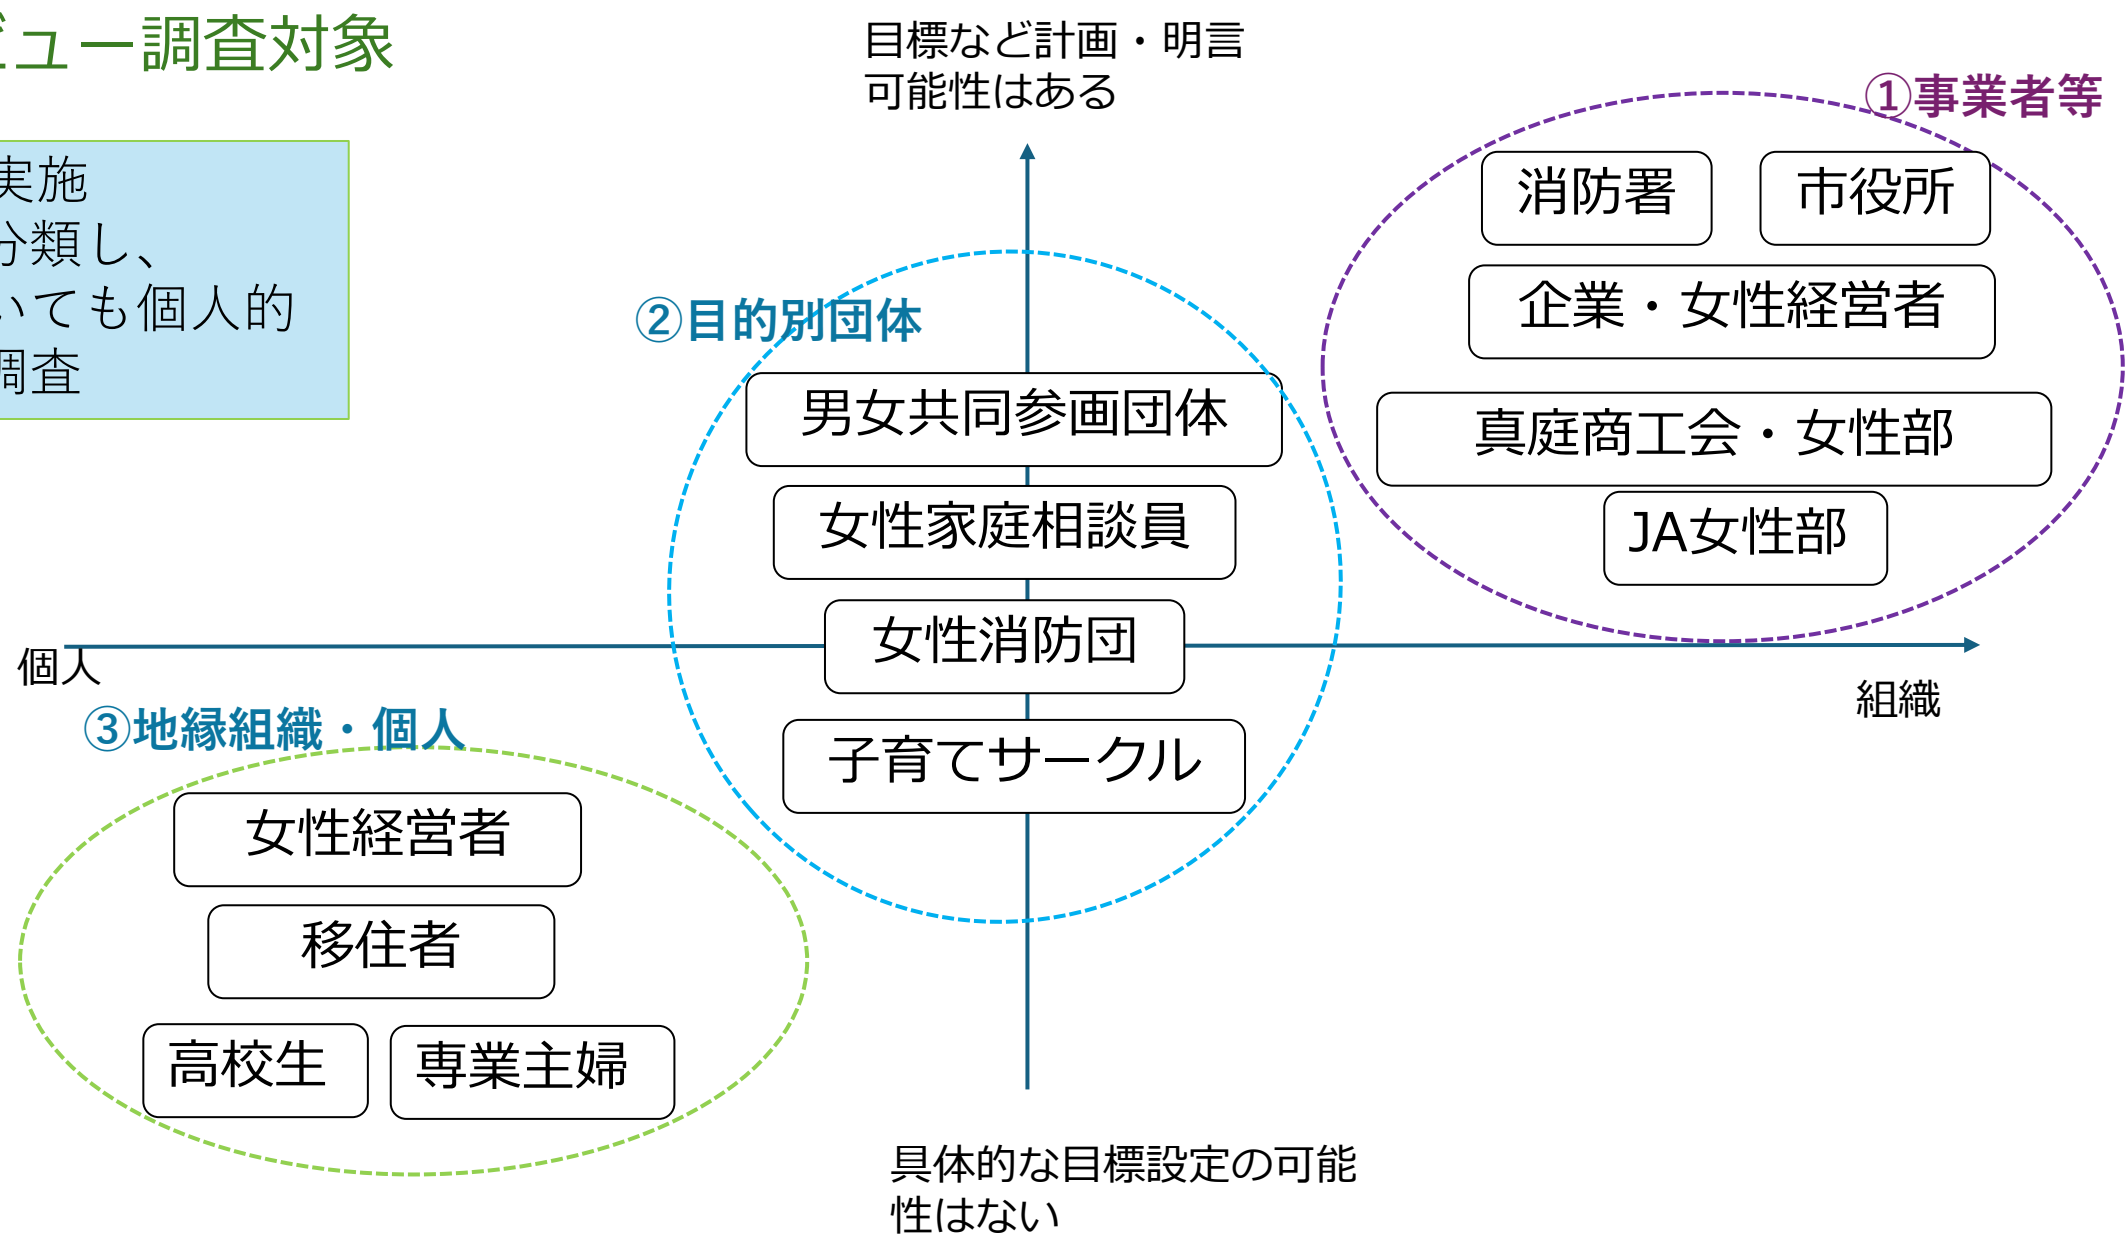 ビュー調査対象
実施
分類し、
いても個人的
調査
目標など計画・明言
可能性はある
①事業者等
消防署
市役所
企業・女性経営者
真庭商工会・女性部
JA女性部
②目的別団体
男女共同参画団体
女性家庭相談員
女性消防団
子育てサークル
個人
組織
③地縁組織・個人
女性経営者
移住者
高校生
専業主婦
具体的な目標設定の可能
性はない